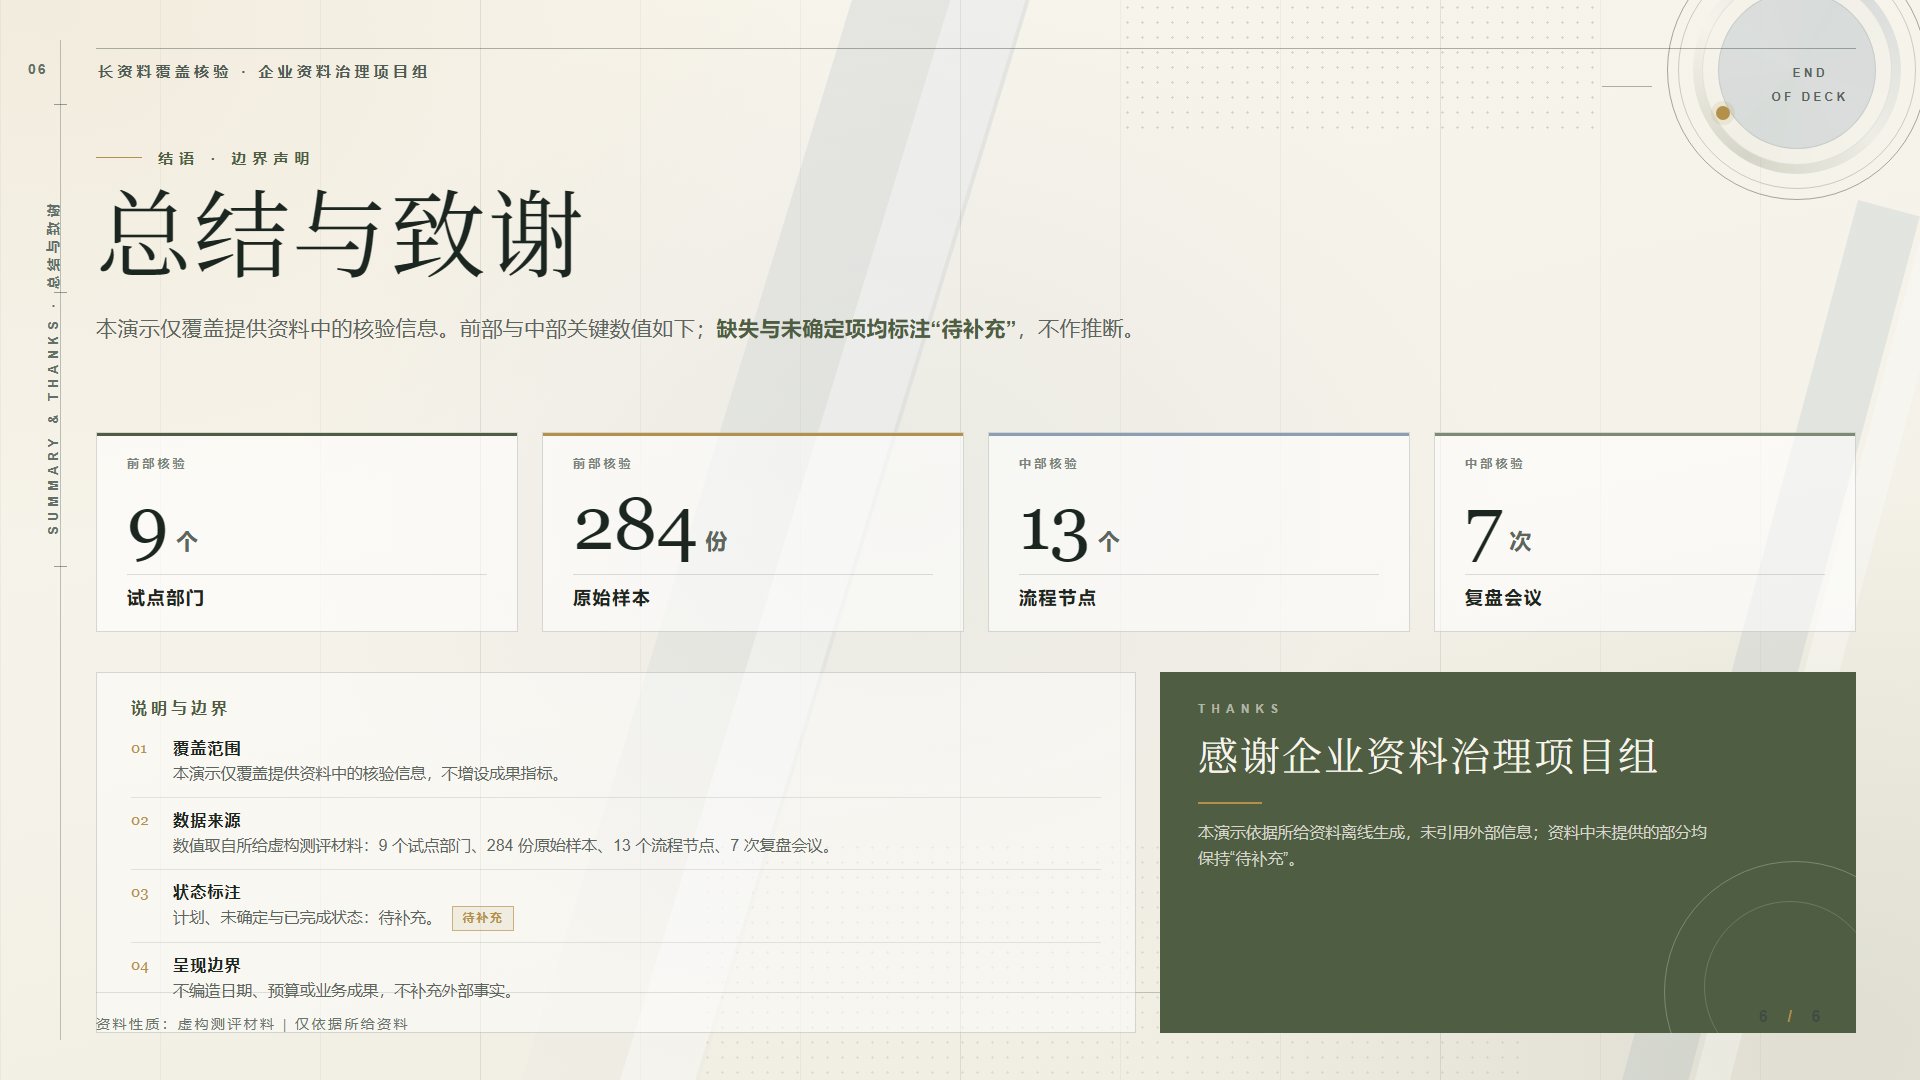 06
长资料覆盖核验 · 企业资料治理项目组
END
OF DECK
SUMMARY & THANKS · 总结与致谢
结语 · 边界声明
总结与致谢
本演示仅覆盖提供资料中的核验信息。前部与中部关键数值如下；缺失与未确定项均标注“待补充”，不作推断。
前部核验
9 个
试点部门
前部核验
284 份
原始样本
中部核验
13 个
流程节点
中部核验
7 次
复盘会议
说明与边界
01 覆盖范围
本演示仅覆盖提供资料中的核验信息，不增设成果指标。
02 数据来源
数值取自所给虚构测评材料：9 个试点部门、284 份原始样本、13 个流程节点、7 次复盘会议。
03 状态标注
计划、未确定与已完成状态：待补充。 待补充
04 呈现边界
不编造日期、预算或业务成果，不补充外部事实。
THANKS
感谢企业资料治理项目组
本演示依据所给资料离线生成，未引用外部信息；资料中未提供的部分均
保持“待补充”。
资料性质：虚构测评材料 | 仅依据所给资料
6 / 6